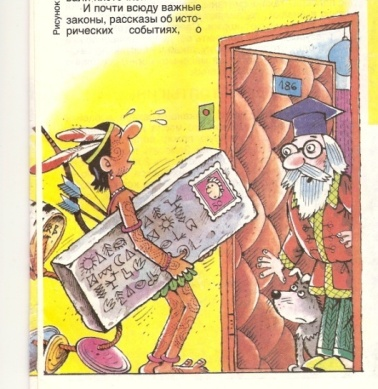 И почти всюду важные
законы, рассказы об исто-
рических событиях, о
Рисунок
186